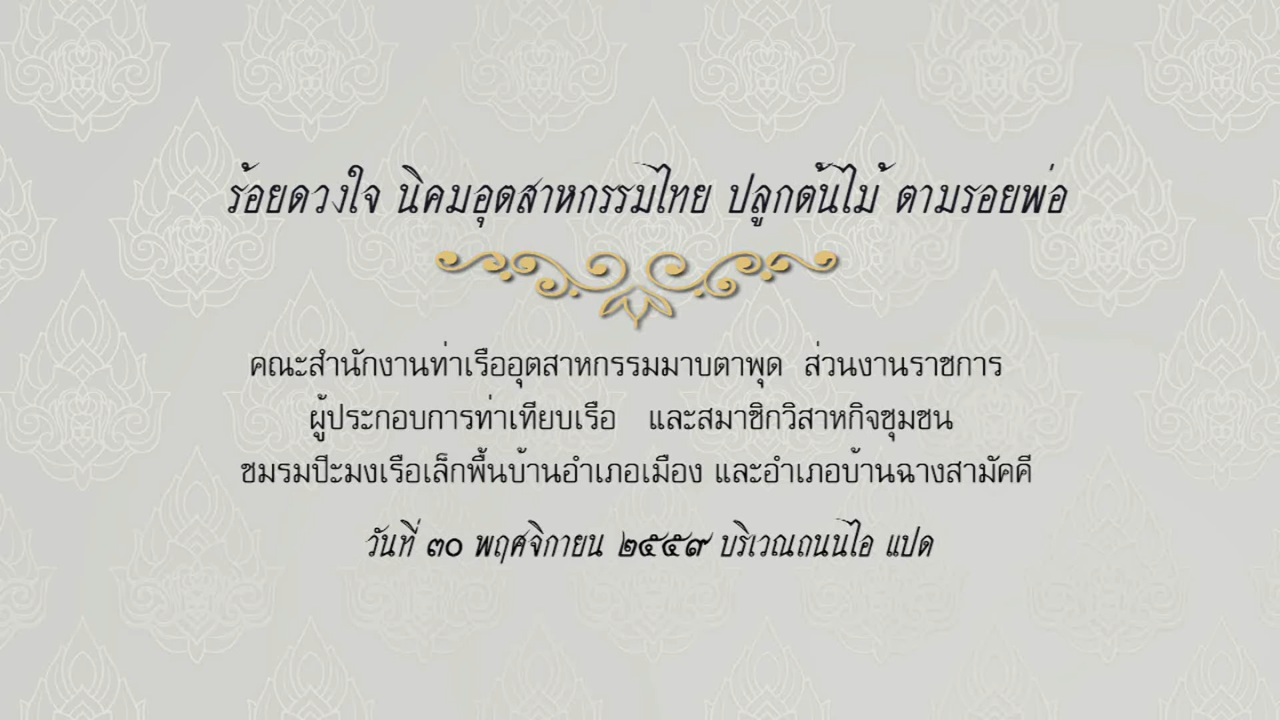 ร้อยดวงใจ นิคมอุตสาหกรรมไทย ปลูกต้นไม้ ตามรอยพ่อ
คณะสำนักงานท่าเรืออุตสาหกรรมมาบตาพุด ส่วนงานราชการ
ผู้ประกอบการท่าเทียบเรือ และสมาชิกวิสาหกิจชุมชน
ชมรมประมงเรือเล็กพื้นบ้านอำเภอเมือง และอำเภอบ้านฉางสามัคคี
วันที่ ๓๐ พฤศจิกายน ๒๕๕๙ บริเวณถนนไอ แปด